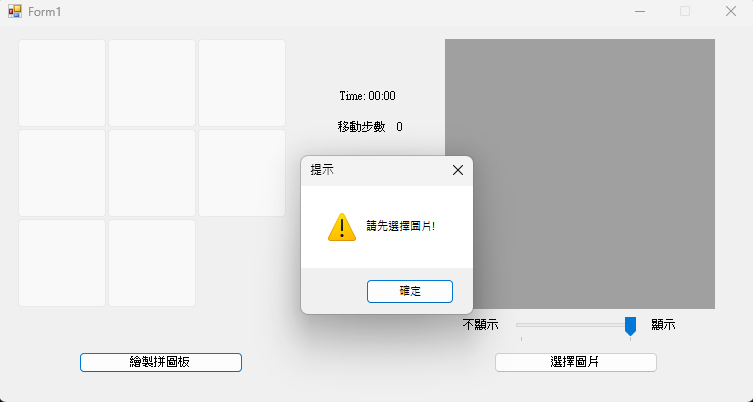 Form1
Time: 00:00
移動步數 0
提示
請先選擇圖片!
確定
不顯示
顯示
繪製拼圖板
選擇圖片